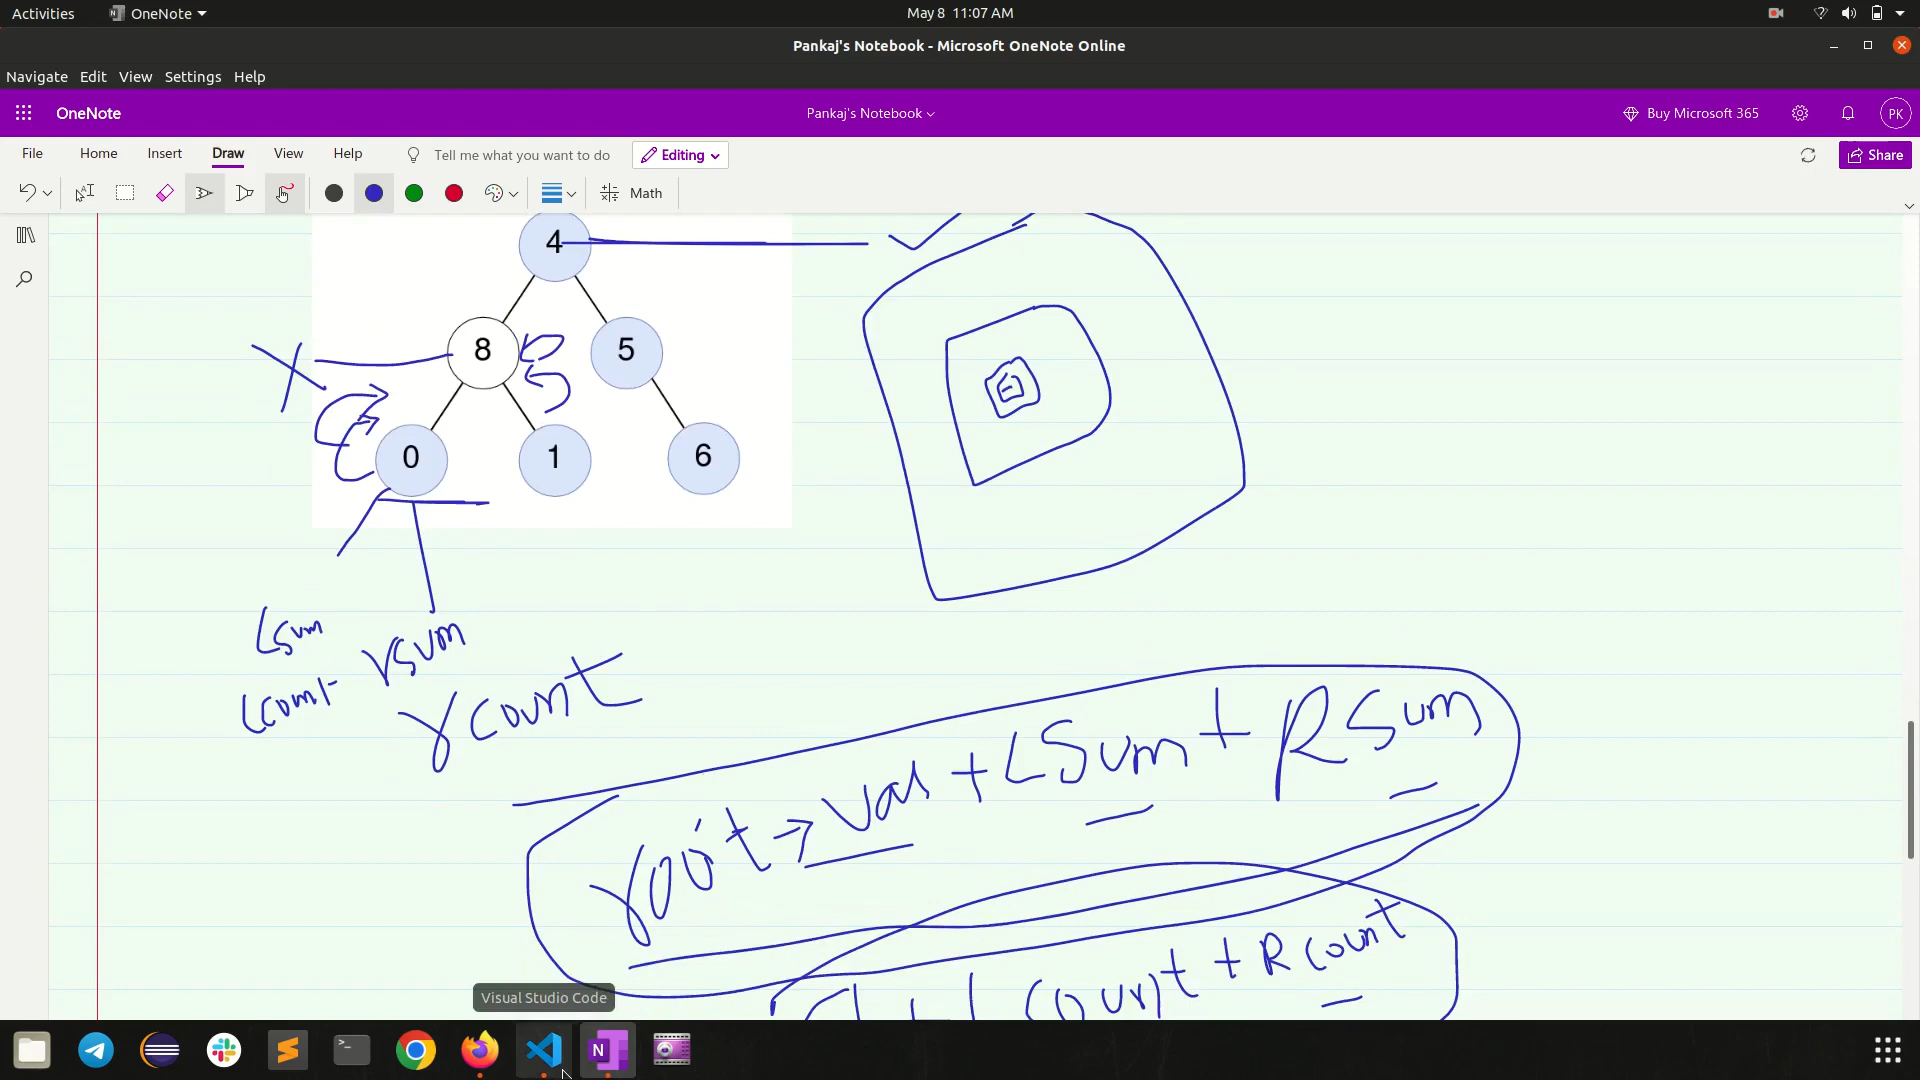 Activities
OneNote
May 8 11:07 AM
Pankaj's Notebook - Microsoft OneNote Online
Navigate Edit View Settings Help
OneNote
Pankaj's Notebook
Buy Microsoft 365
PK
File Home Insert Draw View Help
Tell me what you want to do
Editing
Share
Math
4
8
5
0
1
6
Lsum
rsum
Lcount
rcount
root->val + LSum + RSum
count + Rcount
Visual Studio Code
N